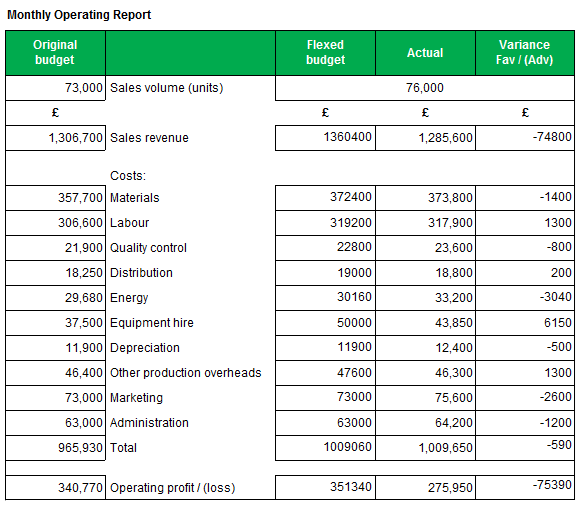 Monthly Operating Report
Original budget Flexed budget Actual Variance Fav / (Adv)
73,000 Sales volume (units) 76,000
£ £ £ £
1,306,700 Sales revenue 1360400 1,285,600 -74800
Costs:
357,700 Materials 372400 373,800 -1400
306,600 Labour 319200 317,900 1300
21,900 Quality control 22800 23,600 -800
18,250 Distribution 19000 18,800 200
29,680 Energy 30160 33,200 -3040
37,500 Equipment hire 50000 43,850 6150
11,900 Depreciation 11900 12,400 -500
46,400 Other production overheads 47600 46,300 1300
73,000 Marketing 73000 75,600 -2600
63,000 Administration 63000 64,200 -1200
965,930 Total 1009060 1,009,650 -590
340,770 Operating profit / (loss) 351340 275,950 -75390